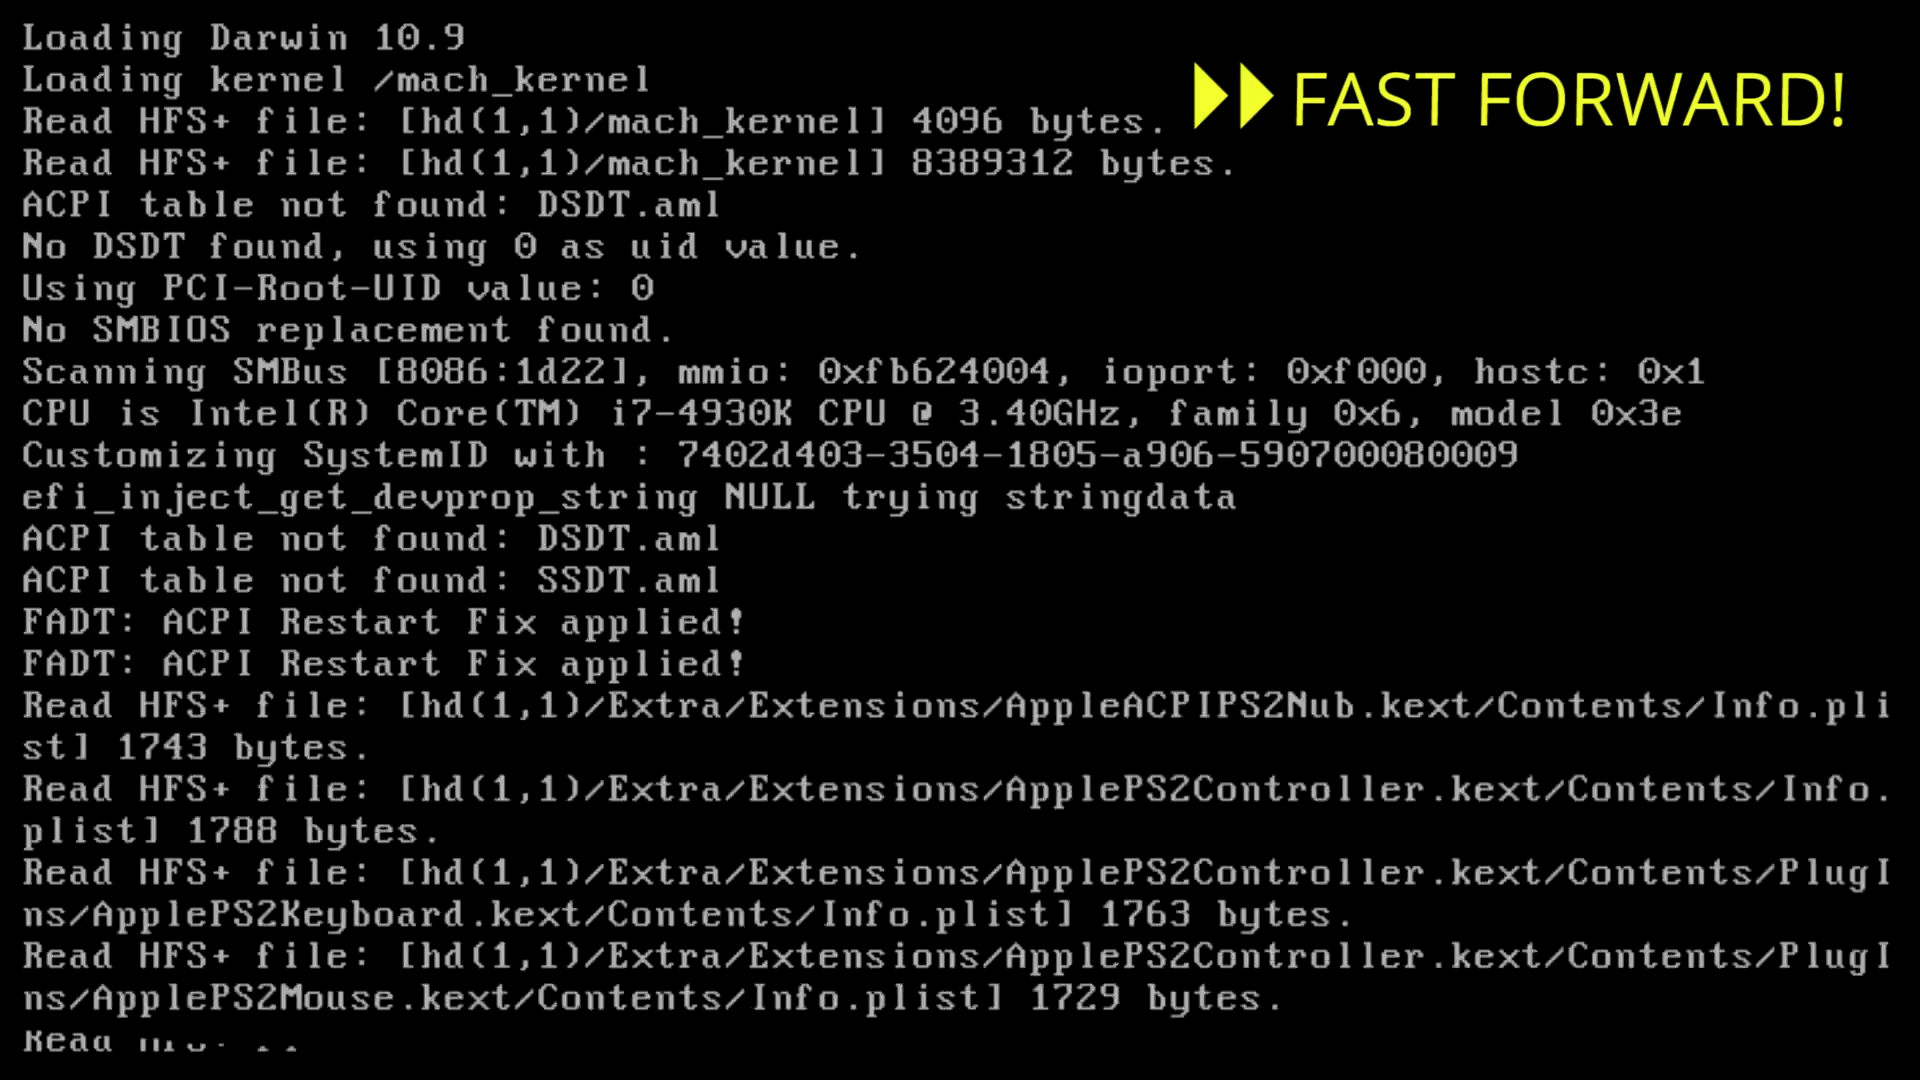 Loading Darwin 10.9
Loading kernel /mach_kernel
FAST FORWARD!
Read HFS+ file: [hd(1,1)/mach_kernel] 4096 bytes.
Read HFS+ file: [hd(1,1)/mach_kernel] 8389312 bytes.
ACPI table not found: DSDT.aml
No DSDT found, using 0 as uid value.
Using PCI-Root-UID value: 0
No SMBIOS replacement found.
Scanning SMBus [8086:1d22], mmio: 0xfb624004, ioport: 0xf000, hostc: 0x1
CPU is Intel(R) Core(TM) i7-4930K CPU @ 3.40GHz, family 0x6, model 0x3e
Customizing SystemID with : 7402d403-3504-1805-a906-590700080009
efi_inject_get_devprop_string NULL trying stringdata
ACPI table not found: DSDT.aml
ACPI table not found: SSDT.aml
FADT: ACPI Restart Fix applied!
FADT: ACPI Restart Fix applied!
Read HFS+ file: [hd(1,1)/Extra/Extensions/AppleACPIPS2Nub.kext/Contents/Info.pli
st] 1743 bytes.
Read HFS+ file: [hd(1,1)/Extra/Extensions/ApplePS2Controller.kext/Contents/Info.
plist] 1788 bytes.
Read HFS+ file: [hd(1,1)/Extra/Extensions/ApplePS2Controller.kext/Contents/PlugI
ns/ApplePS2Keyboard.kext/Contents/Info.plist] 1763 bytes.
Read HFS+ file: [hd(1,1)/Extra/Extensions/ApplePS2Controller.kext/Contents/PlugI
ns/ApplePS2Mouse.kext/Contents/Info.plist] 1729 bytes.
Read